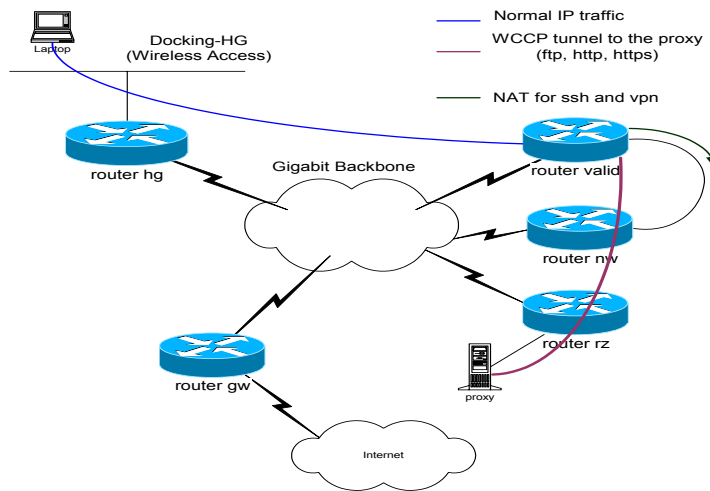 Laptop
Docking-HG
(Wireless Access)
Normal IP traffic
WCCP tunnel to the proxy
(ftp, http, https)
NAT for ssh and vpn
router hg
Gigabit Backbone
router valid
router nw
router rz
router gw
proxy
Internet